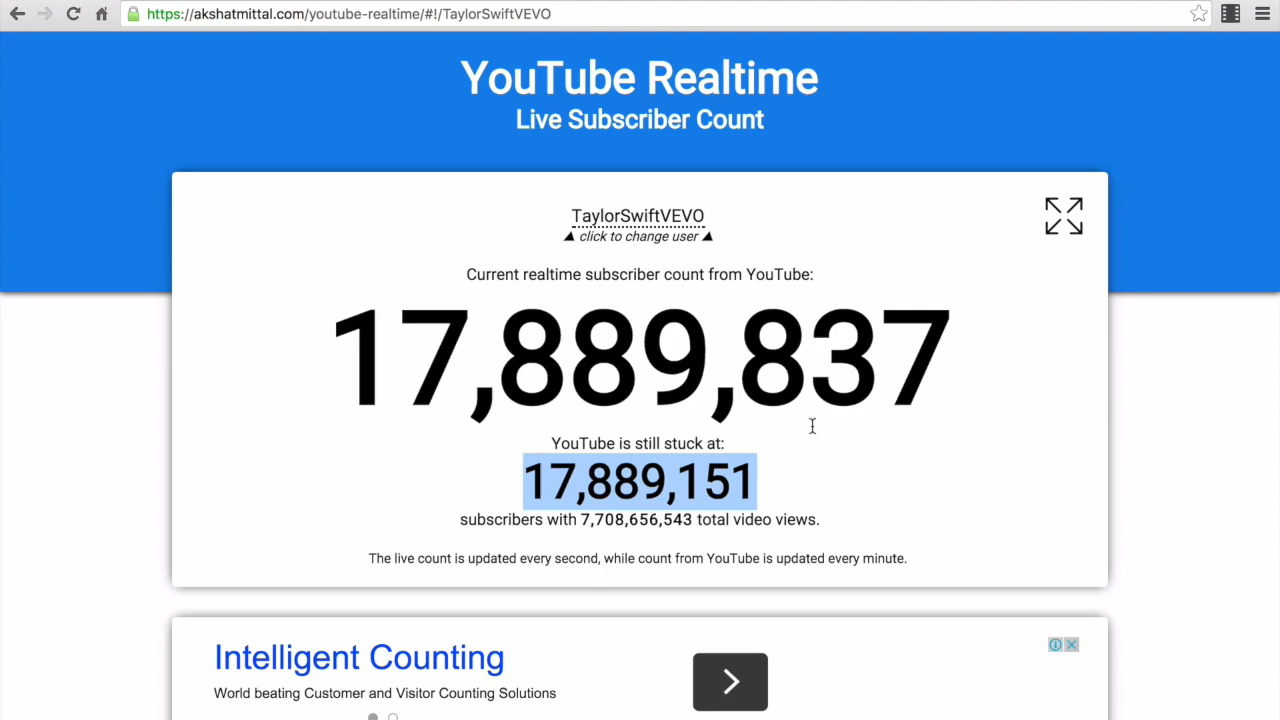 https://akshatmittal.com/youtube-realtime/#!/TaylorSwiftVEVO
YouTube Realtime
Live Subscriber Count
TaylorSwiftVEVO
▲ click to change user ▲
Current realtime subscriber count from YouTube:
17,889,837
YouTube is still stuck at:
17,889,151
subscribers with 7,708,656,543 total video views.
The live count is updated every second, while count from YouTube is updated every minute.
Intelligent Counting
World beating Customer and Visitor Counting Solutions